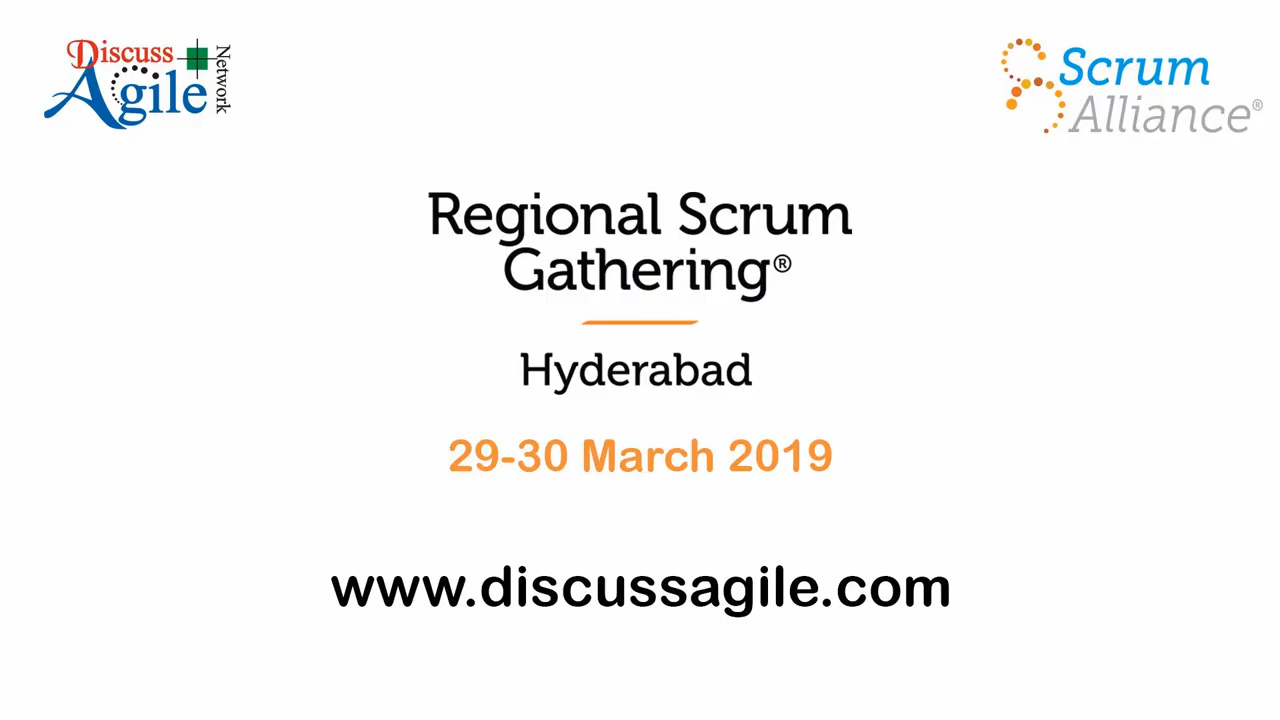 Discuss
Agile
Network
Scrum
Alliance®
Regional Scrum
Gathering®
Hyderabad
29-30 March 2019
www.discussagile.com